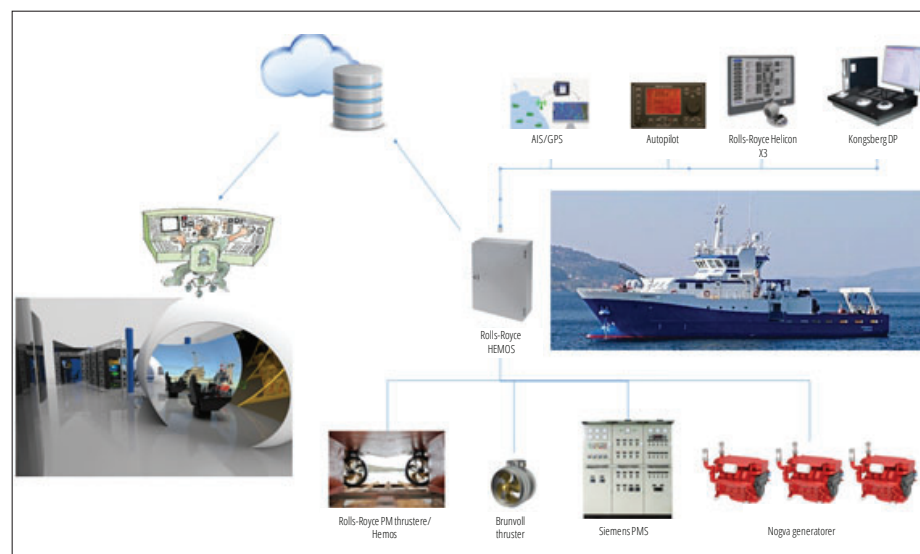 AIS/GPS
Autopilot
Rolls-Royce Helicon
X3
Kongsberg DP
Rolls-Royce
HEMOS
Rolls-Royce PM thrustere/
Hemos
Brunvoll
thruster
Siemens PMS
Nogva generatorer